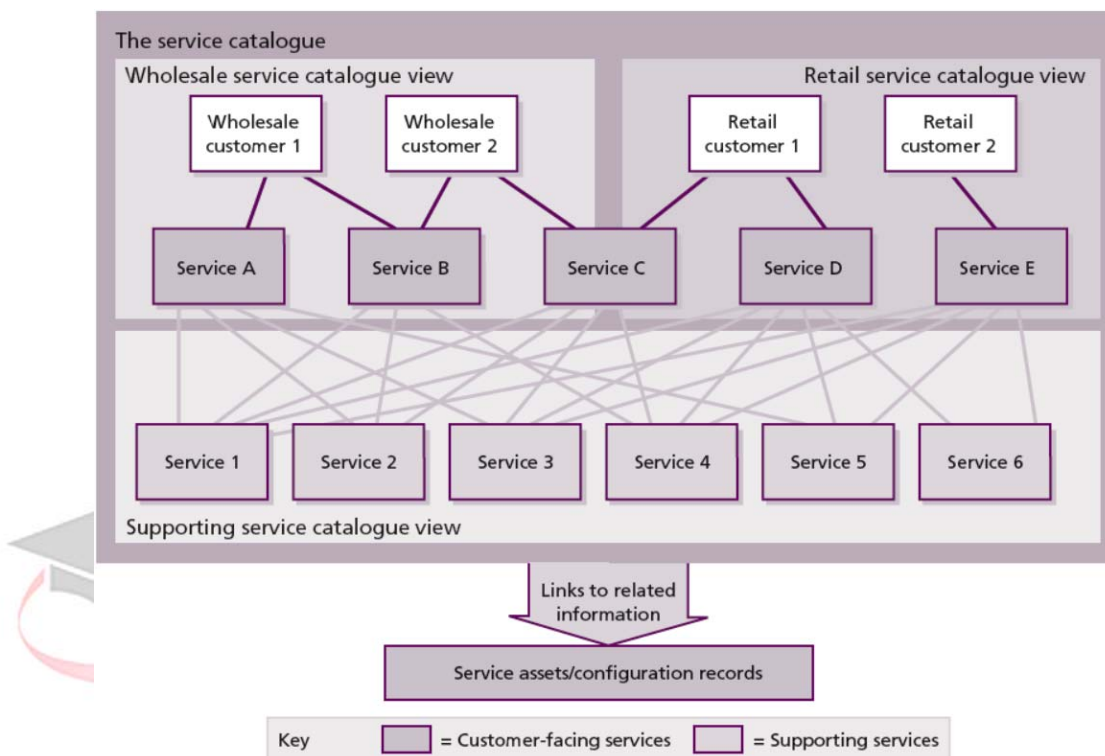 The service catalogue
Wholesale service catalogue view
Retail service catalogue view
Wholesale
customer 1
Wholesale
customer 2
Retail
customer 1
Retail
customer 2
Service A
Service B
Service C
Service D
Service E
Service 1
Service 2
Service 3
Service 4
Service 5
Service 6
Supporting service catalogue view
Links to related
information
Service assets/configuration records
Key
= Customer-facing services
= Supporting services